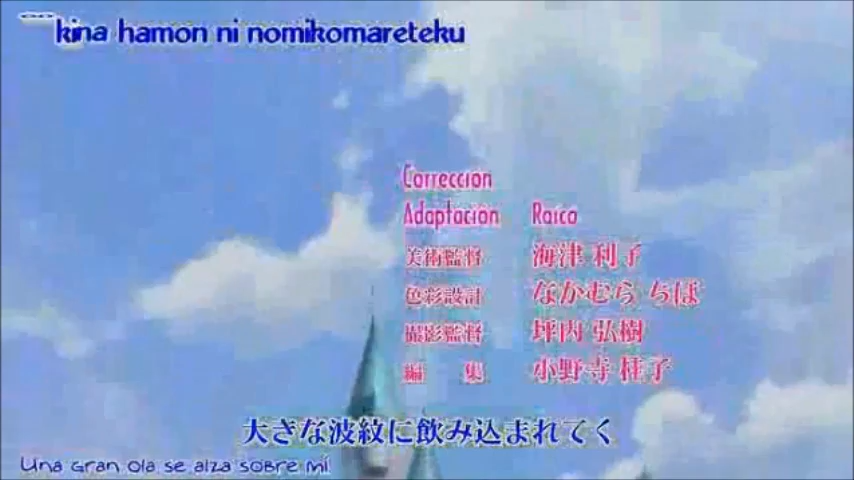 kina hamon ni nomikomareteku
Corrección
Adaptación Raico
美術監督 海津 利子
色彩設計 なかむら ちほ
撮影監督 坪内 弘樹
編 集 小野寺 桂子
大きな波紋に飲み込まれてく
Una gran ola se alza sobre mí